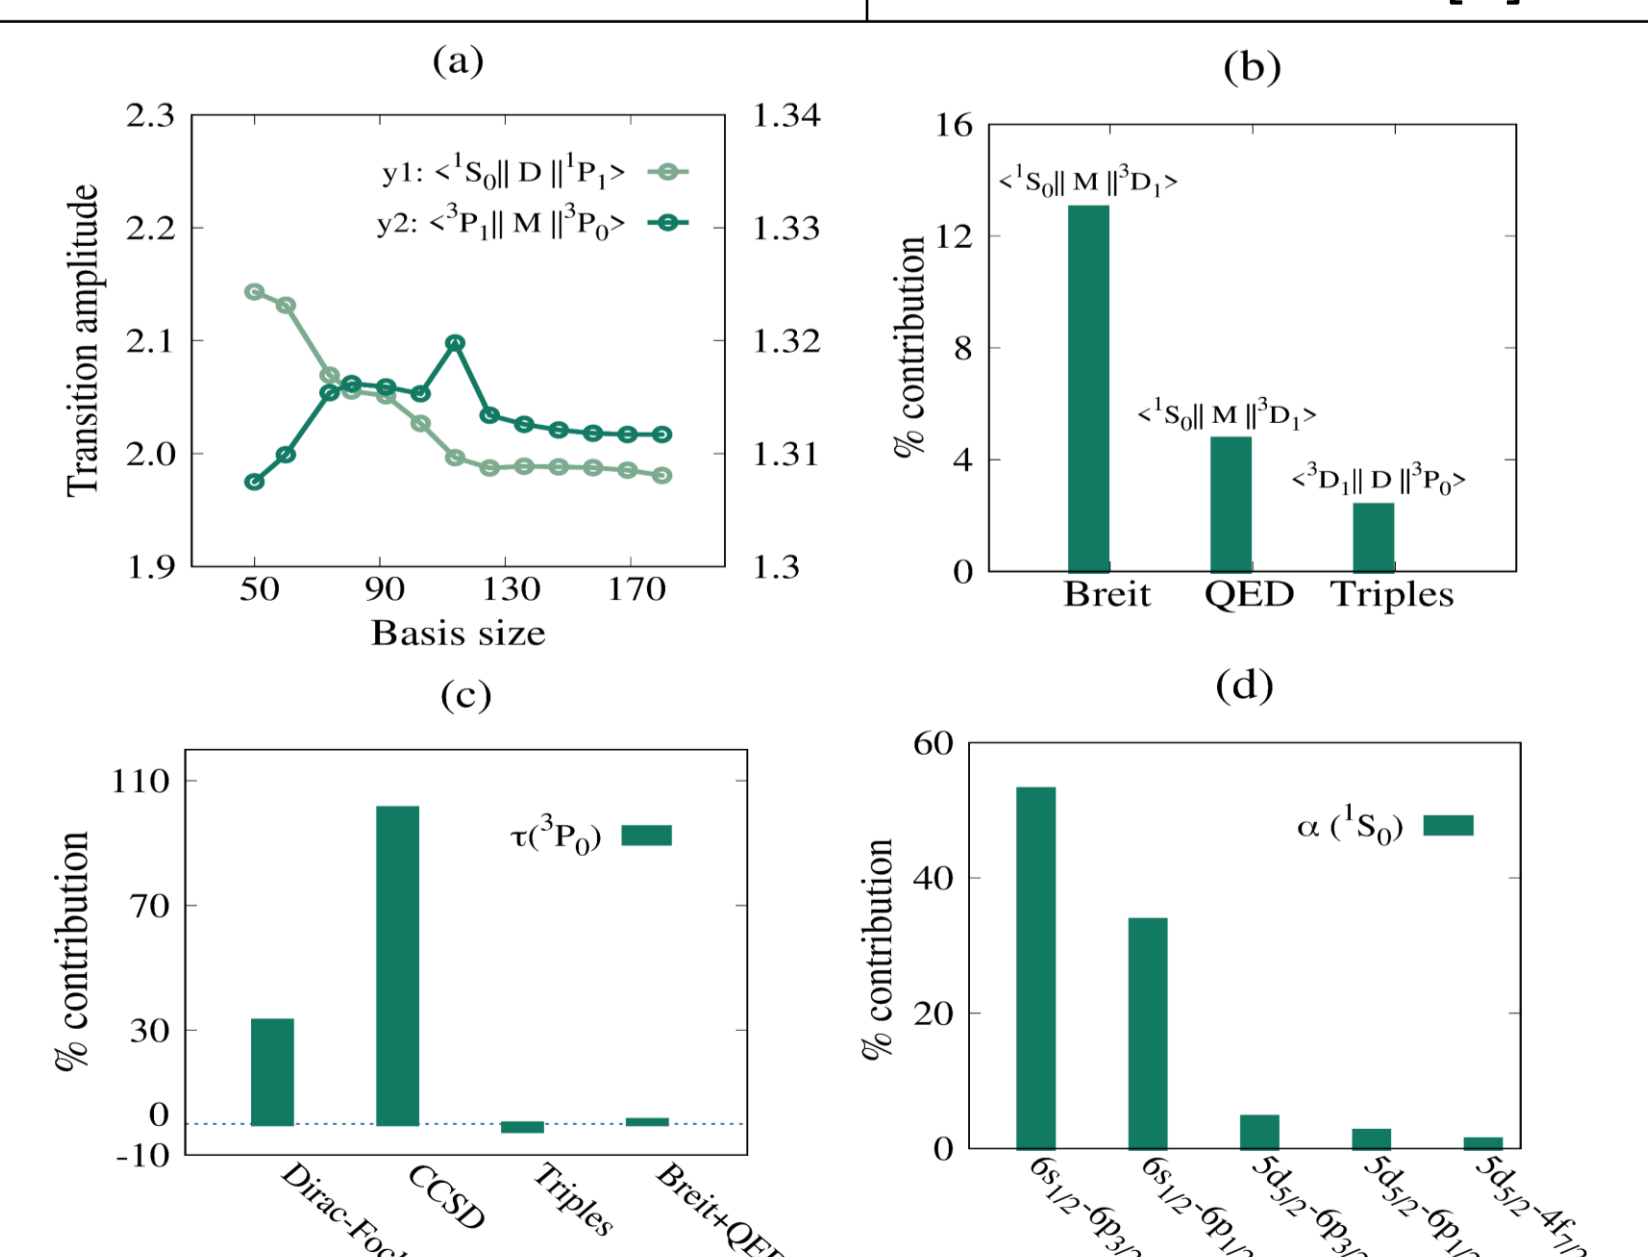 (a)
2.3
2.2
2.1
2.0
1.9
Transition amplitude
y1: <¹S₀|| D ||¹P₁>
y2: <³P₁|| M ||³P₀>
1.34
1.33
1.32
1.31
1.3
50 90 130 170
Basis size
(b)
16
12
8
4
0
% contribution
<¹S₀|| M ||³D₁>
<¹S₀|| M ||³D₁>
<³D₁|| D ||³P₀>
Breit QED Triples
(c)
110
70
30
0
-10
% contribution
τ(³P₀)
CCSD
Triples
(d)
60
40
20
0
% contribution
α (¹S₀)